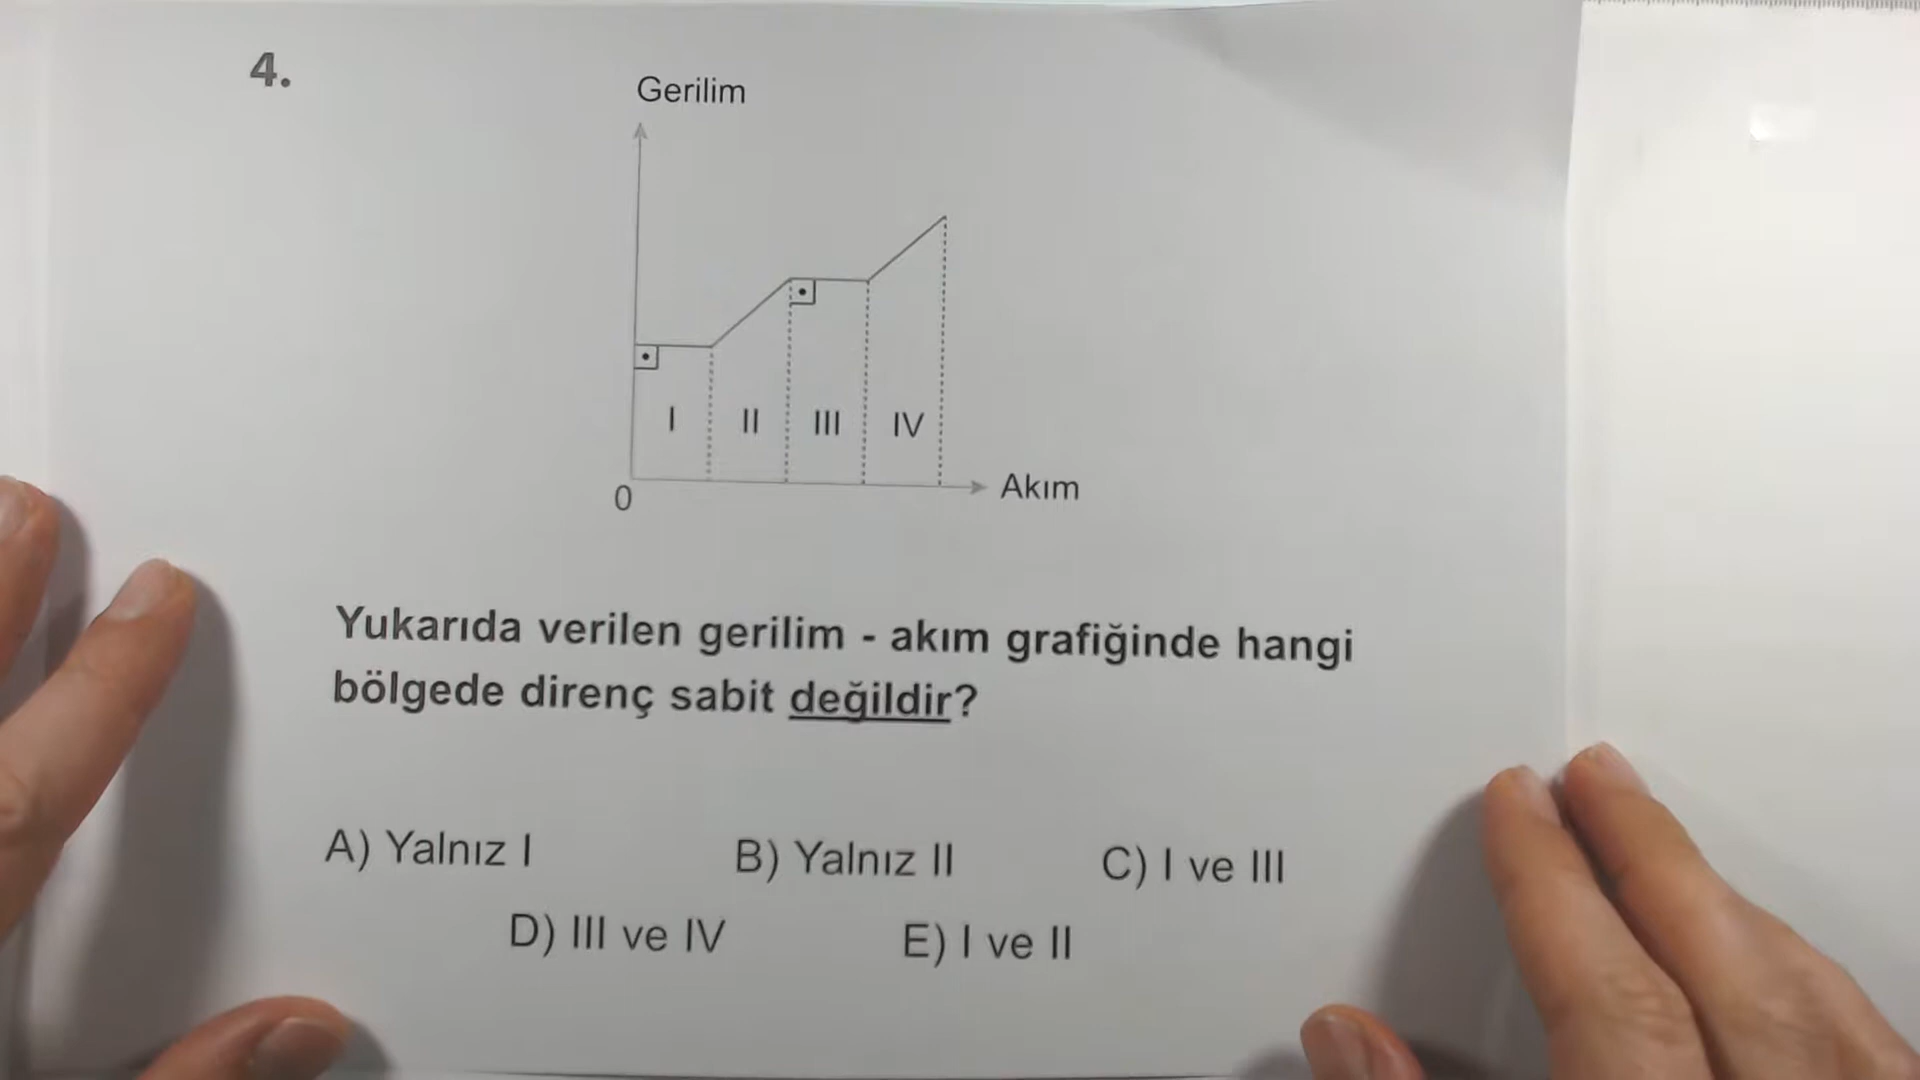 4.
Gerilim
I II III IV
0
Akım
Yukarıda verilen gerilim - akım grafiğinde hangi
bölgede direnç sabit değildir?
A) Yalnız I B) Yalnız II C) I ve III
D) III ve IV E) I ve II